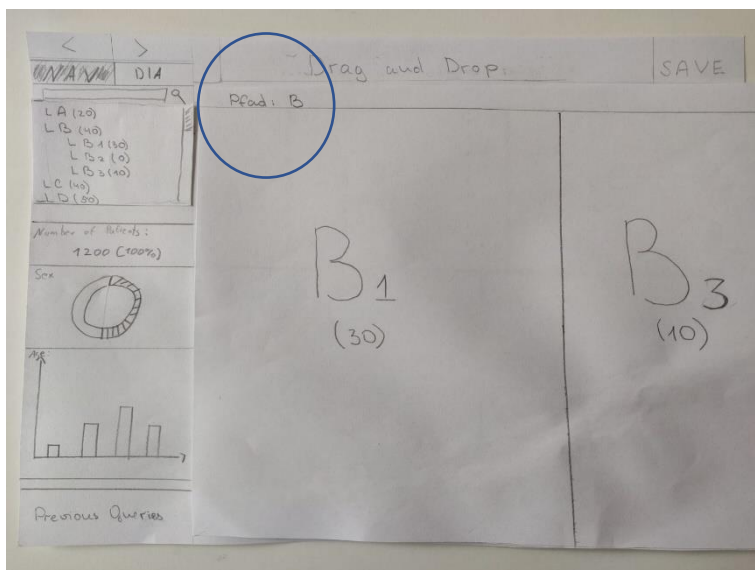 < >
NAV DIA
Drag and Drop
SAVE
Pfad: B
L A (20)
L B (40)
L B 1 (30)
L B 2 (0)
L B 3 (10)
L C (40)
L D (30)
Number of Patients:
1200 (100%)
Sex
Age
B1
(30)
B3
(10)
Previous Queries